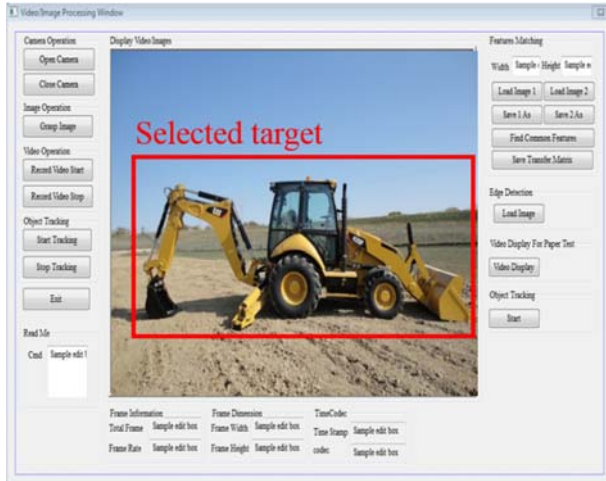 Video/Image Processing Window
Camera Operation
Open Camera
Close Camera
Image Operation
Grasp Image
Video Operation
Record Video Start
Record Video Stop
Object Tracking
Start Tracking
Stop Tracking
Exit
Read Me
Cmd Sample edit
Display Video Images
Selected target
Frame Information
Total Frame Sample edit box
Frame Rate Sample edit box
Frame Dimension
Frame Width Sample edit box
Frame Height Sample edit box
TimeCodec
Time Stamp Sample edit box
codec Sample edit box
Features Matching
Width Sample Height Sample
Load Image 1 Load Image 2
Save 1 As Save 2 As
Find Common Features
Save Transfer Matrix
Edge Detection
Load Image
Video Display For Paper Test
Video Display
Object Tracking
Start